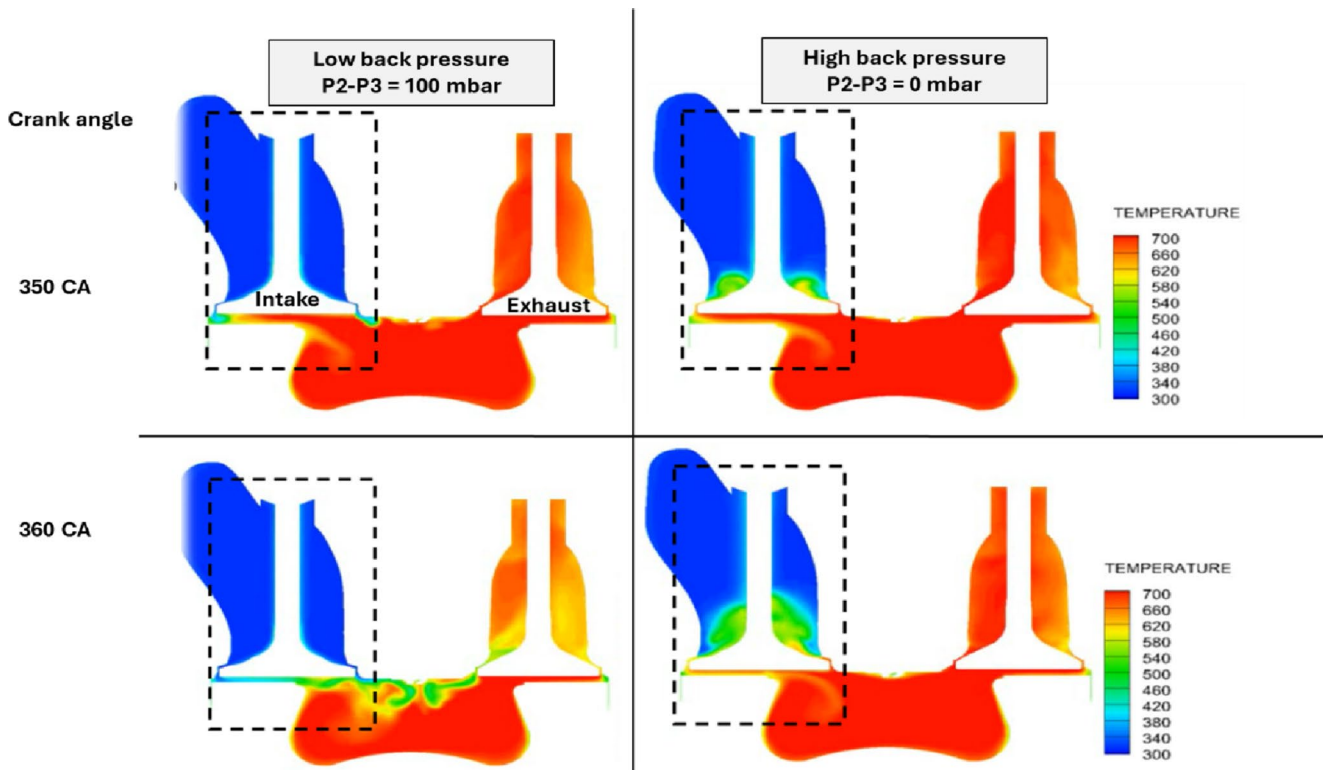 Low back pressure
P2-P3 = 100 mbar
High back pressure
P2-P3 = 0 mbar
Crank angle
350 CA
Intake
Exhaust
TEMPERATURE
700
660
620
580
540
500
460
420
380
340
300
360 CA
TEMPERATURE
700
660
620
580
540
500
460
420
380
340
300